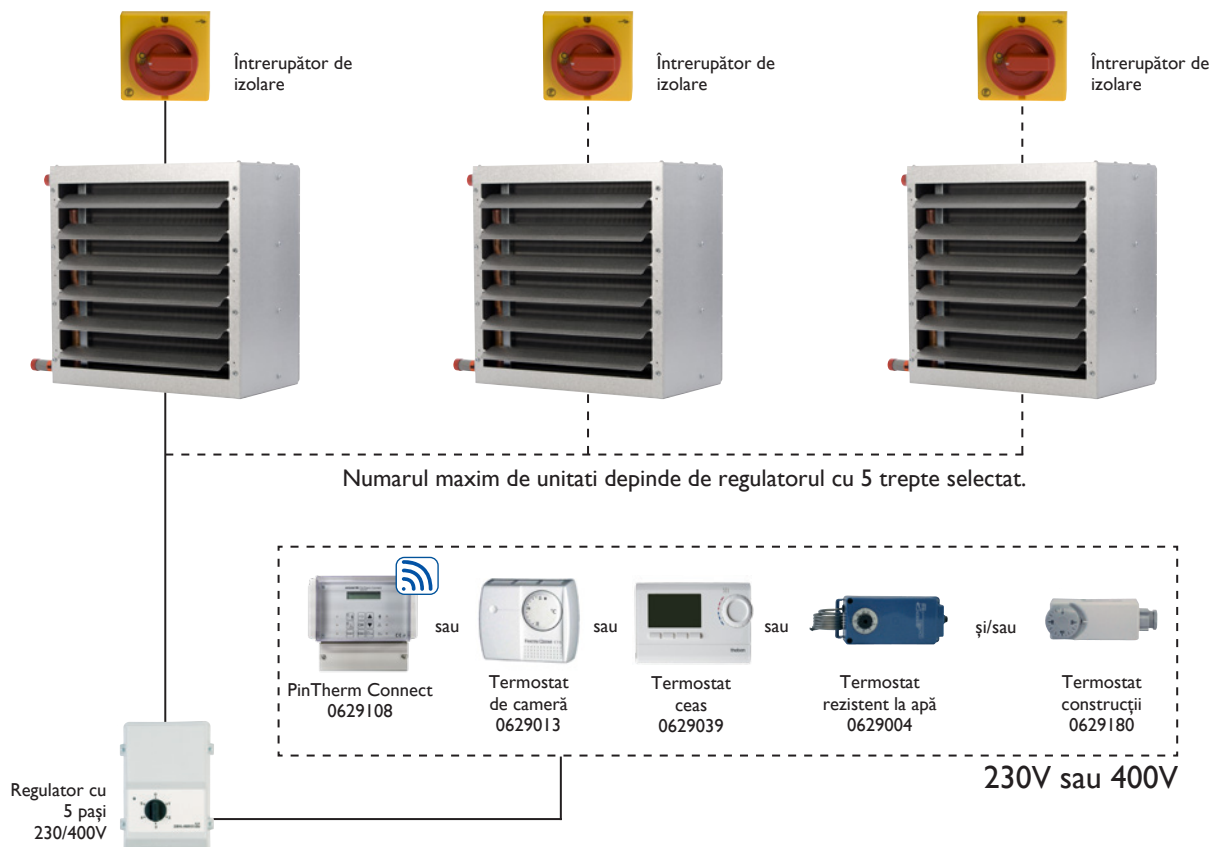 Întrerupător de
izolare
Întrerupător de
izolare
Întrerupător de
izolare
Numarul maxim de unitati depinde de regulatorul cu 5 trepte selectat.
sau
sau
sau
și/sau
PinTherm Connect
0629108
Termostat
de cameră
0629013
Termostat
ceas
0629039
Termostat
rezistent la apă
0629004
Termostat
construcții
0629180
230V sau 400V
Regulator cu
5 pași
230/400V